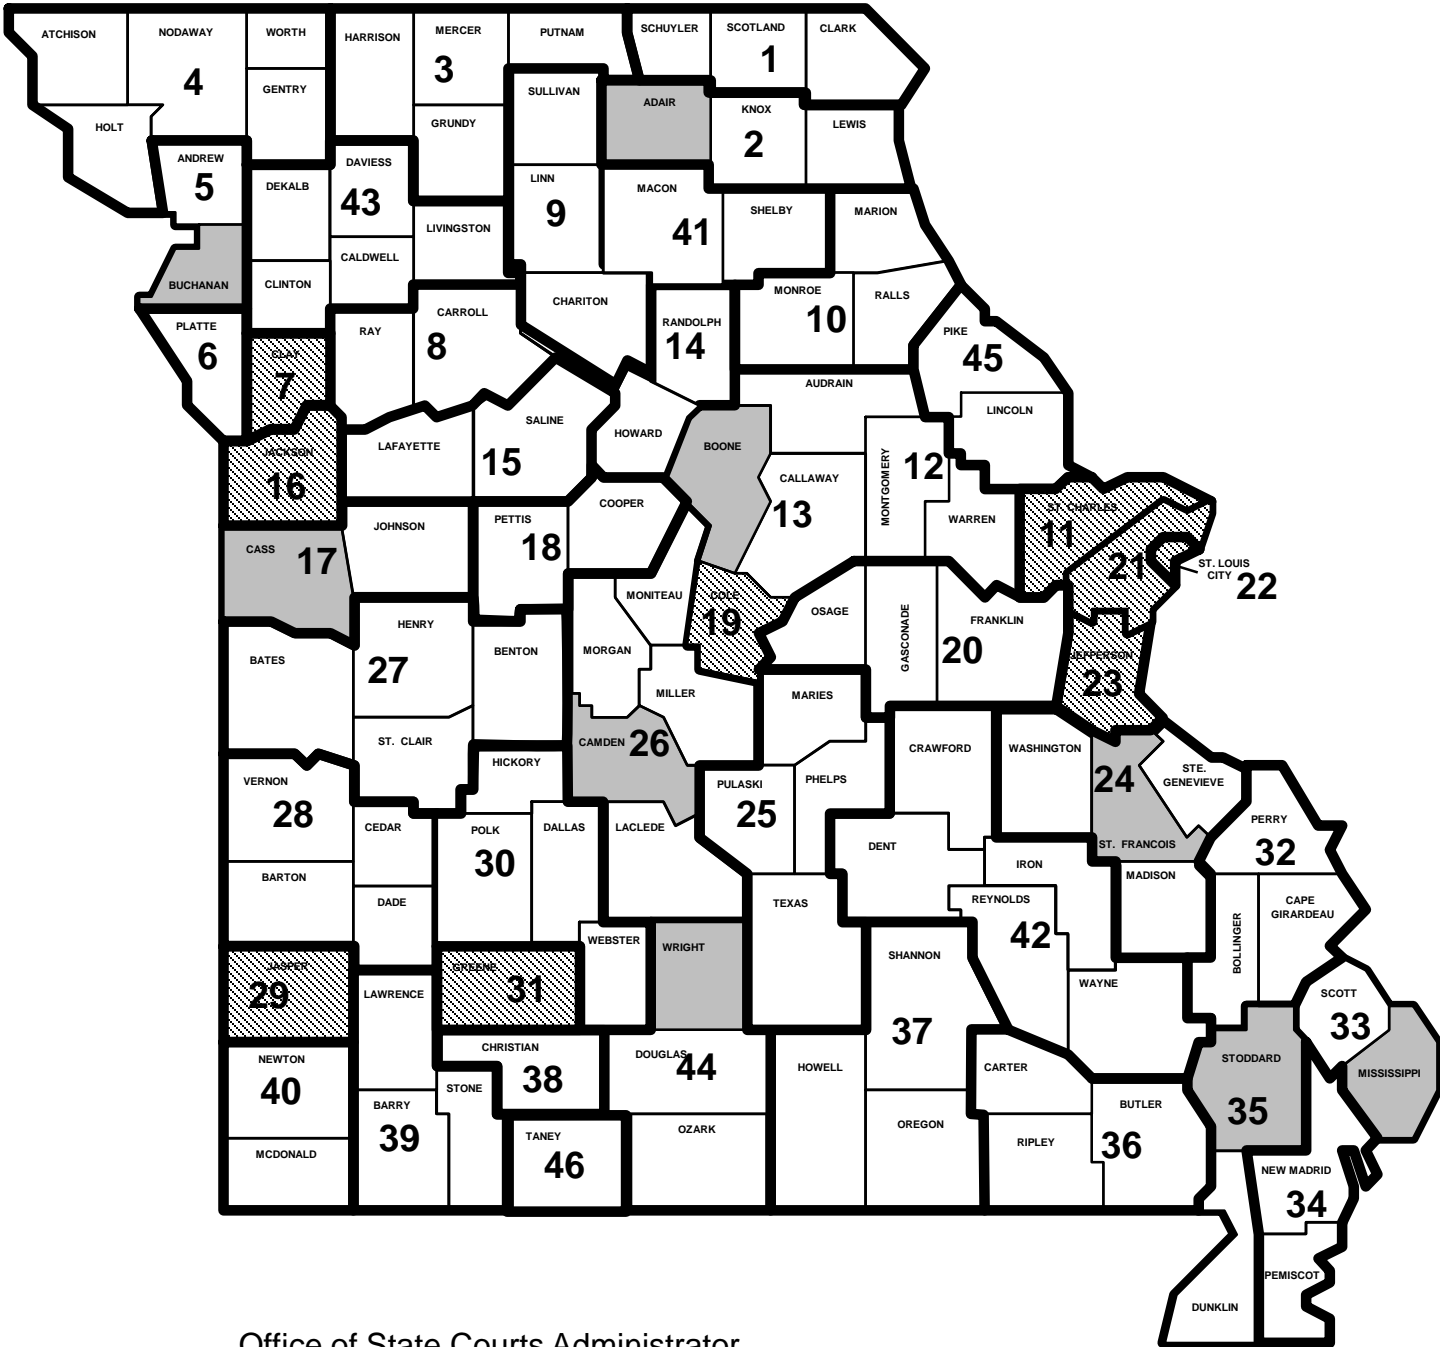 ATCHISON
NODAWAY
WORTH
HARRISON
MERCER
PUTNAM
SCHUYLER
SCOTLAND
CLARK
4
3
1
GENTRY
SULLIVAN
ADAIR
KNOX
LEWIS
HOLT
GRUNDY
2
ANDREW
5
DEKALB
DAVIESS
43
LINN
9
MACON
41
SHELBY
MARION
LIVINGSTON
CALDWELL
BUCHANAN
CLINTON
CHARITON
MONROE
10
RALLS
PLATTE
6
CLAY
7
RAY
CARROLL
8
RANDOLPH
14
PIKE
45
AUDRAIN
LINCOLN
JACKSON
16
LAFAYETTE
SALINE
15
HOWARD
BOONE
CALLAWAY
13
MONTGOMERY
12
WARREN
ST. CHARLES
11
21
ST. LOUIS
CITY
22
CASS
17
JOHNSON
PETTIS
18
COOPER
MONITEAU
COLE
19
OSAGE
GASCONADE
FRANKLIN
20
JEFFERSON
23
BATES
HENRY
27
BENTON
MORGAN
MILLER
MARIES
ST. CLAIR
HICKORY
CAMDEN
26
PULASKI
25
PHELPS
CRAWFORD
WASHINGTON
24
STE.
GENEVIEVE
ST. FRANCOIS
VERNON
28
CEDAR
POLK
30
DALLAS
LACLEDE
DENT
IRON
MADISON
PERRY
32
BARTON
DADE
WEBSTER
WRIGHT
TEXAS
REYNOLDS
42
BOLLINGER
CAPE
GIRARDEAU
JASPER
29
LAWRENCE
GREENE
31
SHANNON
37
WAYNE
SCOTT
33
NEWTON
40
CHRISTIAN
38
DOUGLAS
44
HOWELL
CARTER
STODDARD
35
MISSISSIPPI
STONE
BARRY
39
TANEY
46
OZARK
OREGON
RIPLEY
BUTLER
36
MCDONALD
NEW MADRID
34
PEMISCOT
DUNKLIN
Office of State Courts Administrator